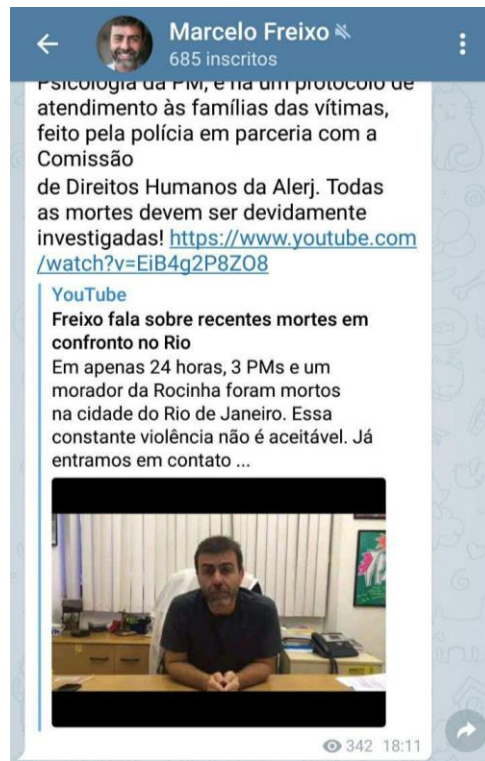 Marcelo Freixo
685 inscritos
Psicologia da PM, e há um protocolo de
atendimento às famílias das vítimas,
feito pela polícia em parceria com a
Comissão
de Direitos Humanos da Alerj. Todas
as mortes devem ser devidamente
investigadas! https://www.youtube.com
/watch?v=EiB4g2P8ZO8
YouTube
Freixo fala sobre recentes mortes em
confronto no Rio
Em apenas 24 horas, 3 PMs e um
morador da Rocinha foram mortos
na cidade do Rio de Janeiro. Essa
constante violência não é aceitável. Já
entramos em contato ...
342 18:11